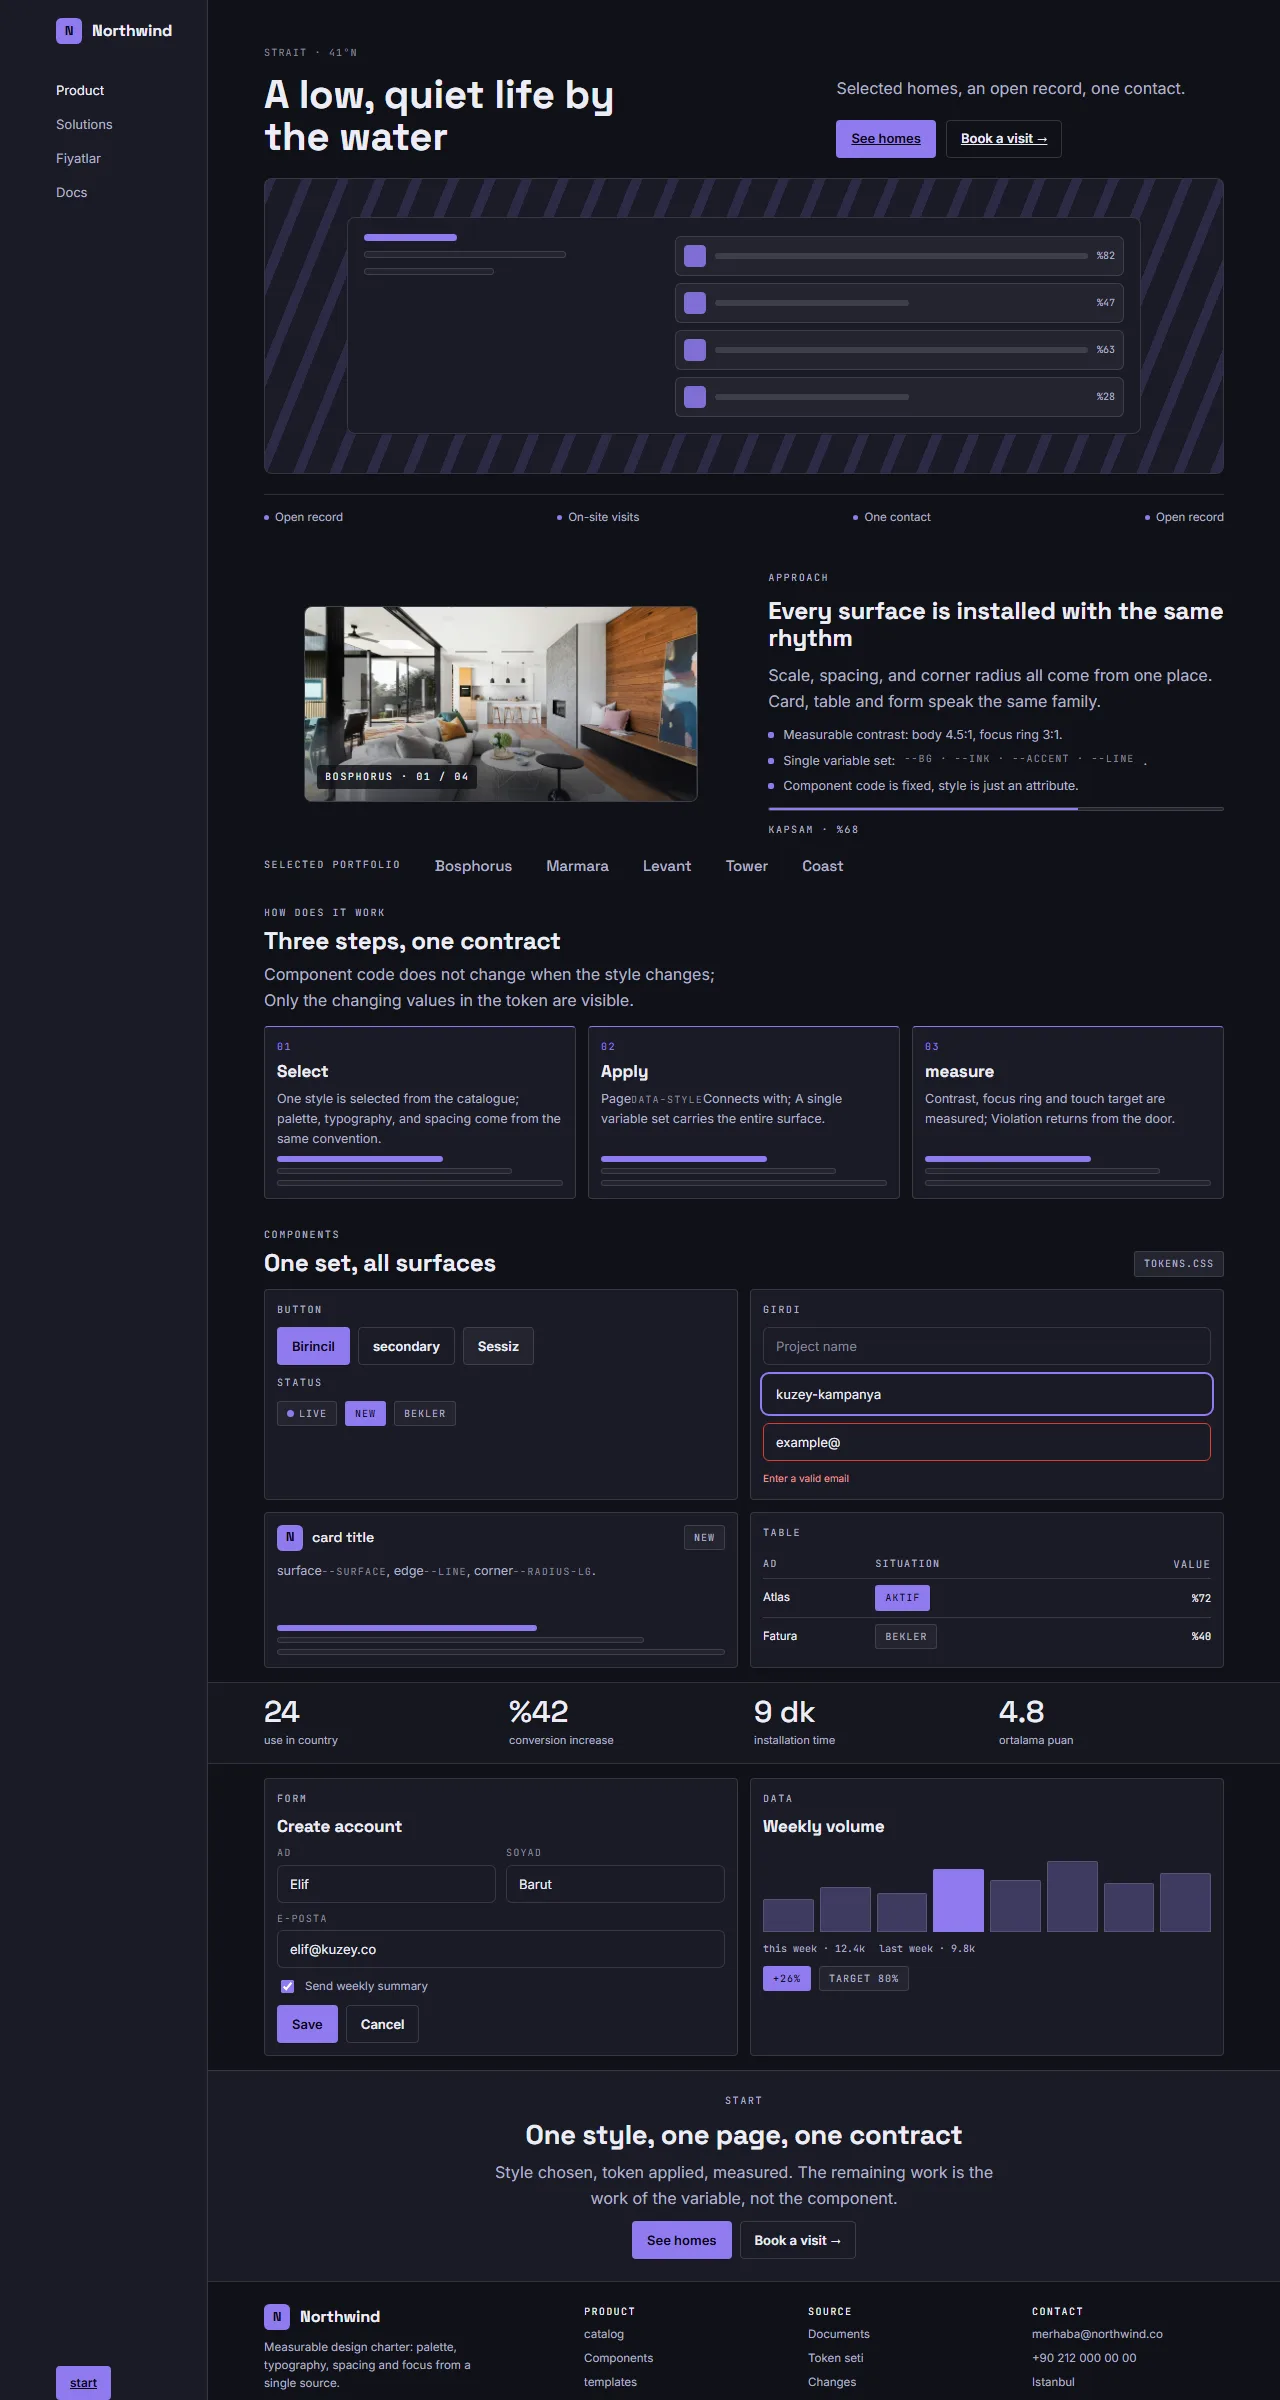 N Northwind
Product
Solutions
Fiyatlar
Docs
start
STRAIT · 41°N
A low, quiet life by
the water
Selected homes, an open record, one contact.
See homes
Book a visit →
%82
%47
%63
%28
Open record
On-site visits
One contact
Open record
BOSPHORUS · 01 / 04
APPROACH
Every surface is installed with the same
rhythm
Scale, spacing, and corner radius all come from one place.
Card, table and form speak the same family.
Measurable contrast: body 4.5:1, focus ring 3:1.
Single variable set: --BG · --INK · --ACCENT · --LINE .
Component code is fixed, style is just an attribute.
KAPSAM · %68
SELECTED PORTFOLIO
Bosphorus
Marmara
Levant
Tower
Coast
HOW DOES IT WORK
Three steps, one contract
Component code does not change when the style changes;
Only the changing values in the token are visible.
01
Select
One style is selected from the catalogue;
palette, typography, and spacing come from the
same convention.
02
Apply
PageDATA-STYLEConnects with; A single
variable set carries the entire surface.
03
measure
Contrast, focus ring and touch target are
measured; Violation returns from the door.
COMPONENTS
One set, all surfaces
TOKENS.CSS
BUTTON
Birincil
secondary
Sessiz
STATUS
LIVE
NEW
BEKLER
GIRDI
Project name
kuzey-kampanya
example@
Enter a valid email
N card title
NEW
surface--SURFACE, edge--LINE, corner--RADIUS-LG.
TABLE
AD SITUATION VALUE
Atlas AKTIF %72
Fatura BEKLER %40
24
use in country
%42
conversion increase
9 dk
installation time
4.8
ortalama puan
FORM
Create account
AD
SOYAD
Elif
Barut
E-POSTA
elif@kuzey.co
Send weekly summary
Save
Cancel
DATA
Weekly volume
this week · 12.4k last week · 9.8k
+26%
TARGET 80%
START
One style, one page, one contract
Style chosen, token applied, measured. The remaining work is the
work of the variable, not the component.
See homes
Book a visit →
N Northwind
Measurable design charter: palette,
typography, spacing and focus from a
single source.
PRODUCT
catalog
Components
templates
SOURCE
Documents
Token seti
Changes
CONTACT
merhaba@northwind.co
+90 212 000 00 00
Istanbul